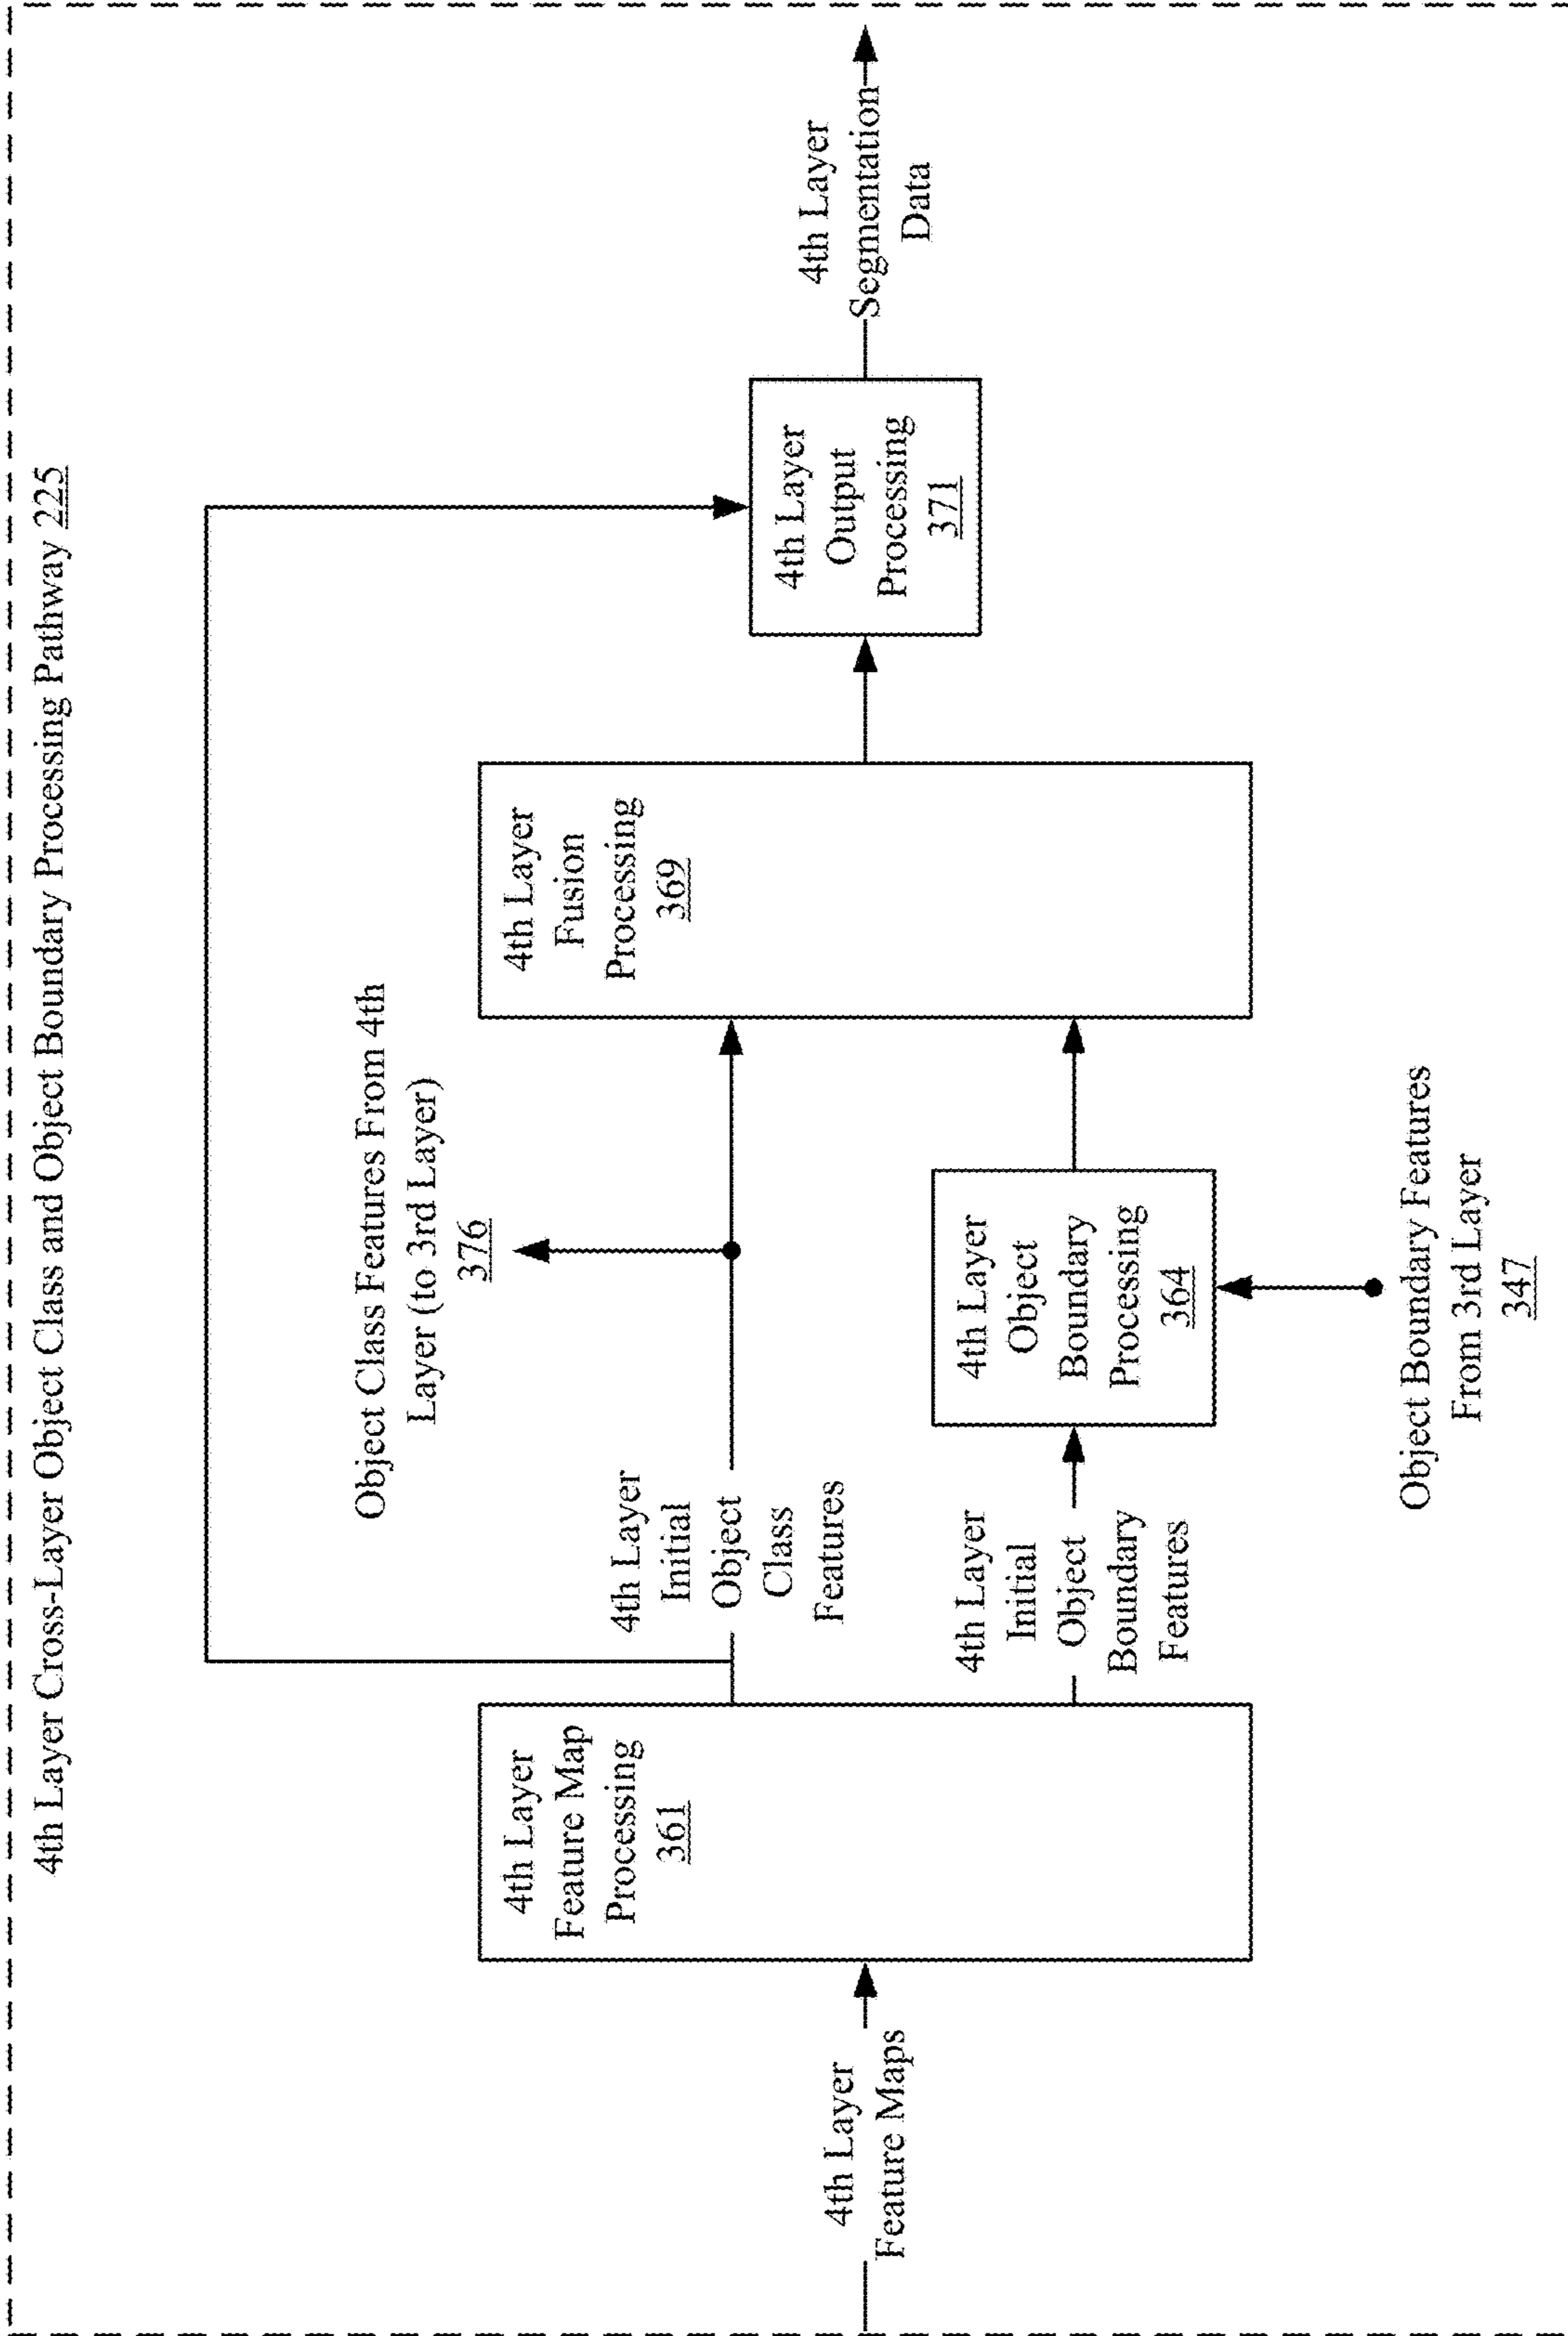 4th Layer Cross-Layer Object Class and Object Boundary Processing Pathway 225
4th Layer
Feature Maps
4th Layer
Feature Map
Processing
361
4th Layer
Initial
Object
Class
Features
4th Layer
Initial
Object
Boundary
Features
Object Class Features From 4th
Layer (to 3rd Layer)
376
4th Layer
Object
Boundary
Processing
364
Object Boundary Features
From 3rd Layer
347
4th Layer
Fusion
Processing
369
4th Layer
Output
Processing
371
4th Layer
Segmentation
Data